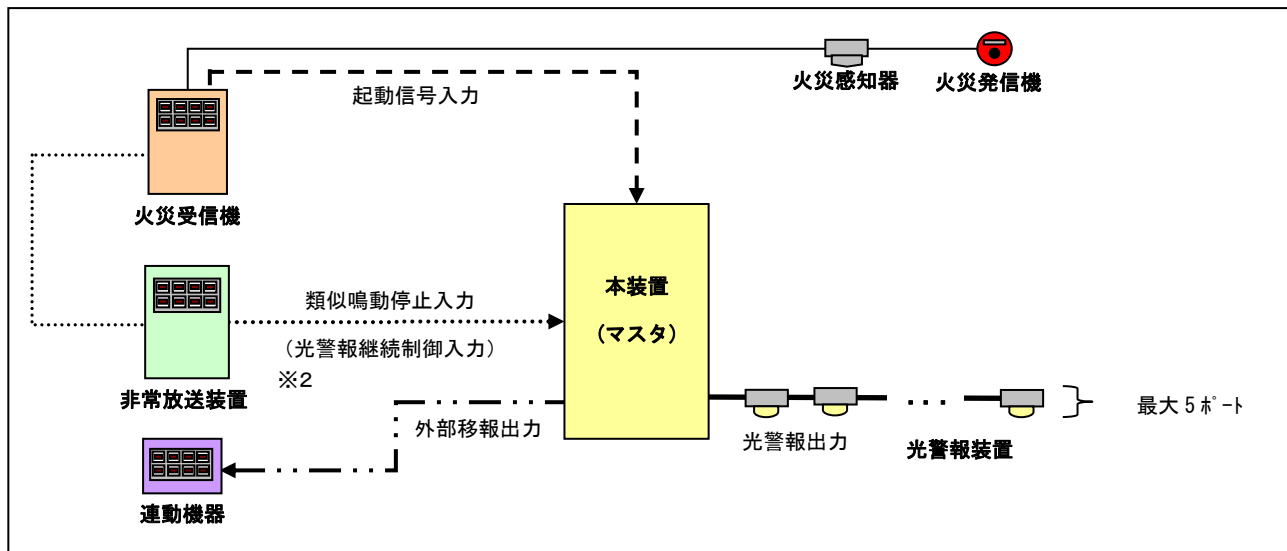 火災感知器
火災発信機
起動信号入力
火災受信機
本装置
(マスタ)
類似鳴動停止入力
(光警報継続制御入力)
※2
非常放送装置
外部移報出力
連動機器
光警報出力
・・・
光警報装置
最大5ポート